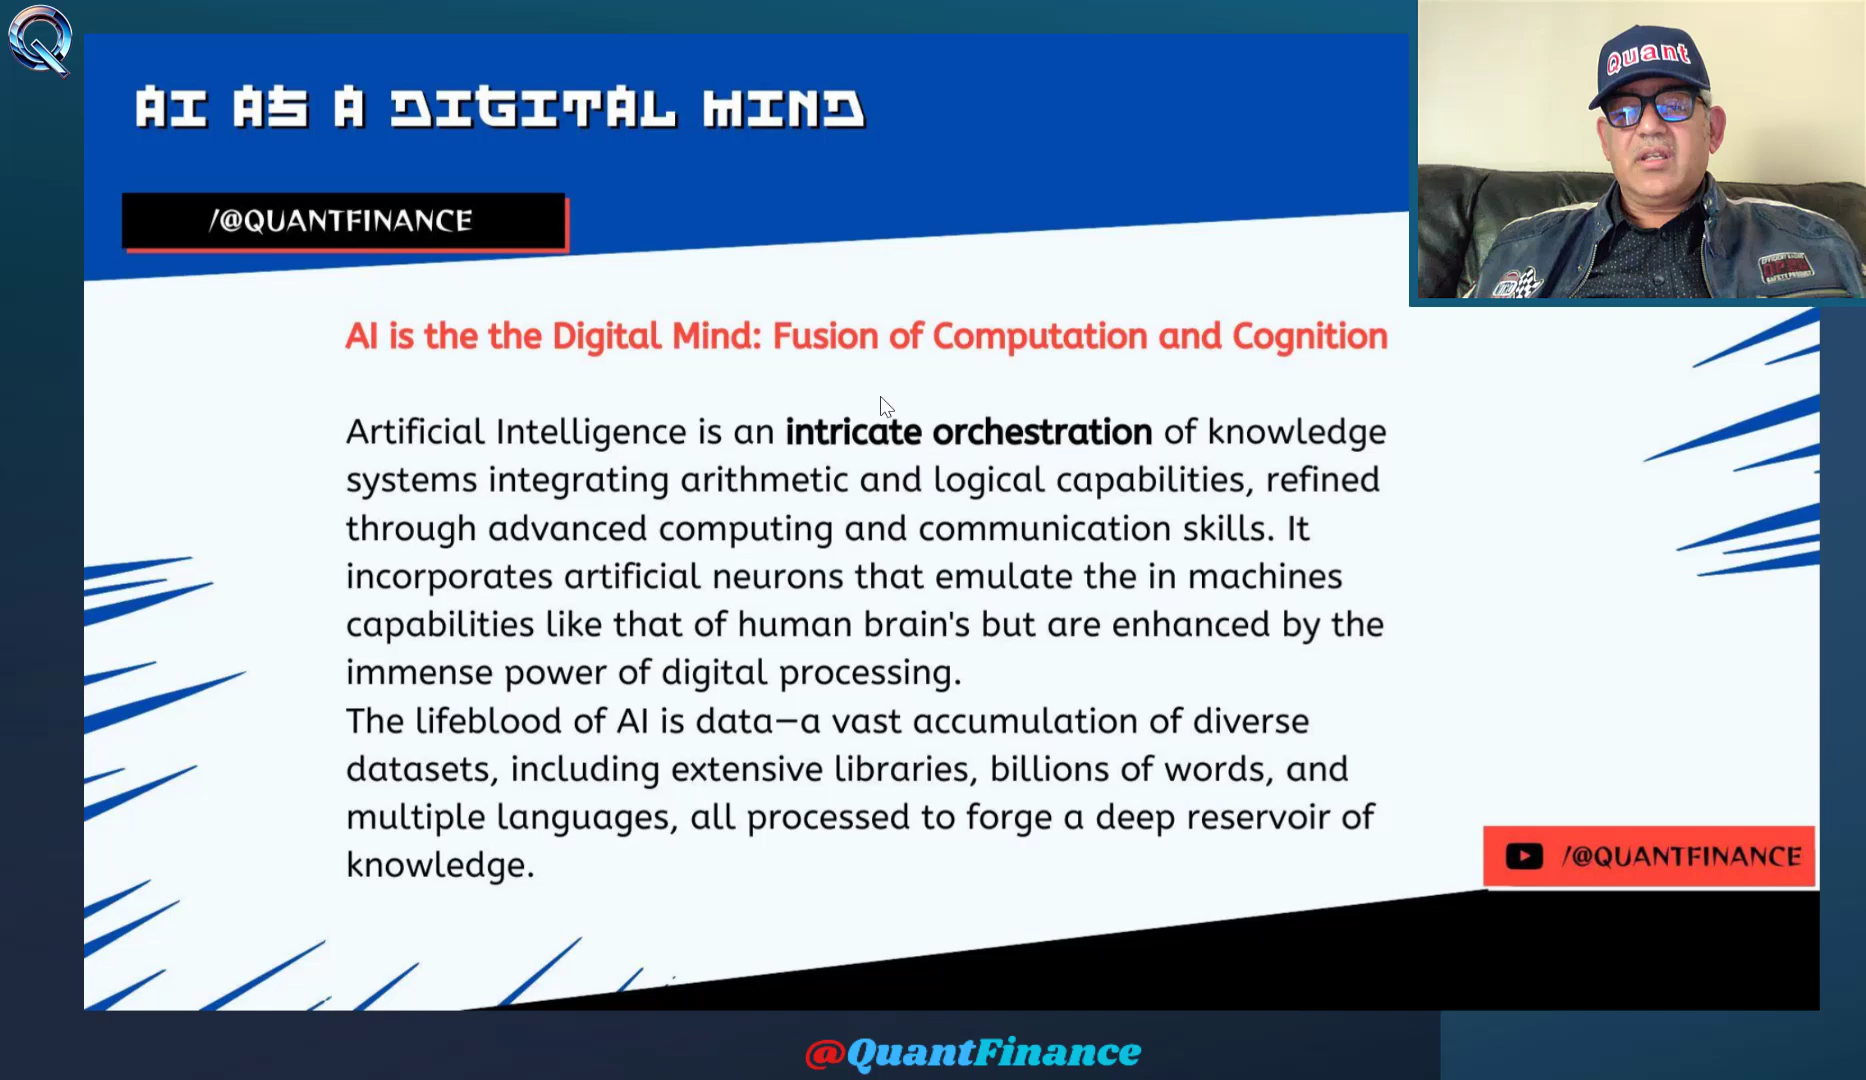 AI AS A DIGITAL MIND
/@QUANTFINANCE
Quant
AI is the the Digital Mind: Fusion of Computation and Cognition
Artificial Intelligence is an intricate orchestration of knowledge
systems integrating arithmetic and logical capabilities, refined
through advanced computing and communication skills. It
incorporates artificial neurons that emulate the in machines
capabilities like that of human brain's but are enhanced by the
immense power of digital processing.
The lifeblood of AI is data—a vast accumulation of diverse
datasets, including extensive libraries, billions of words, and
multiple languages, all processed to forge a deep reservoir of
knowledge.
/@QUANTFINANCE
@QuantFinance